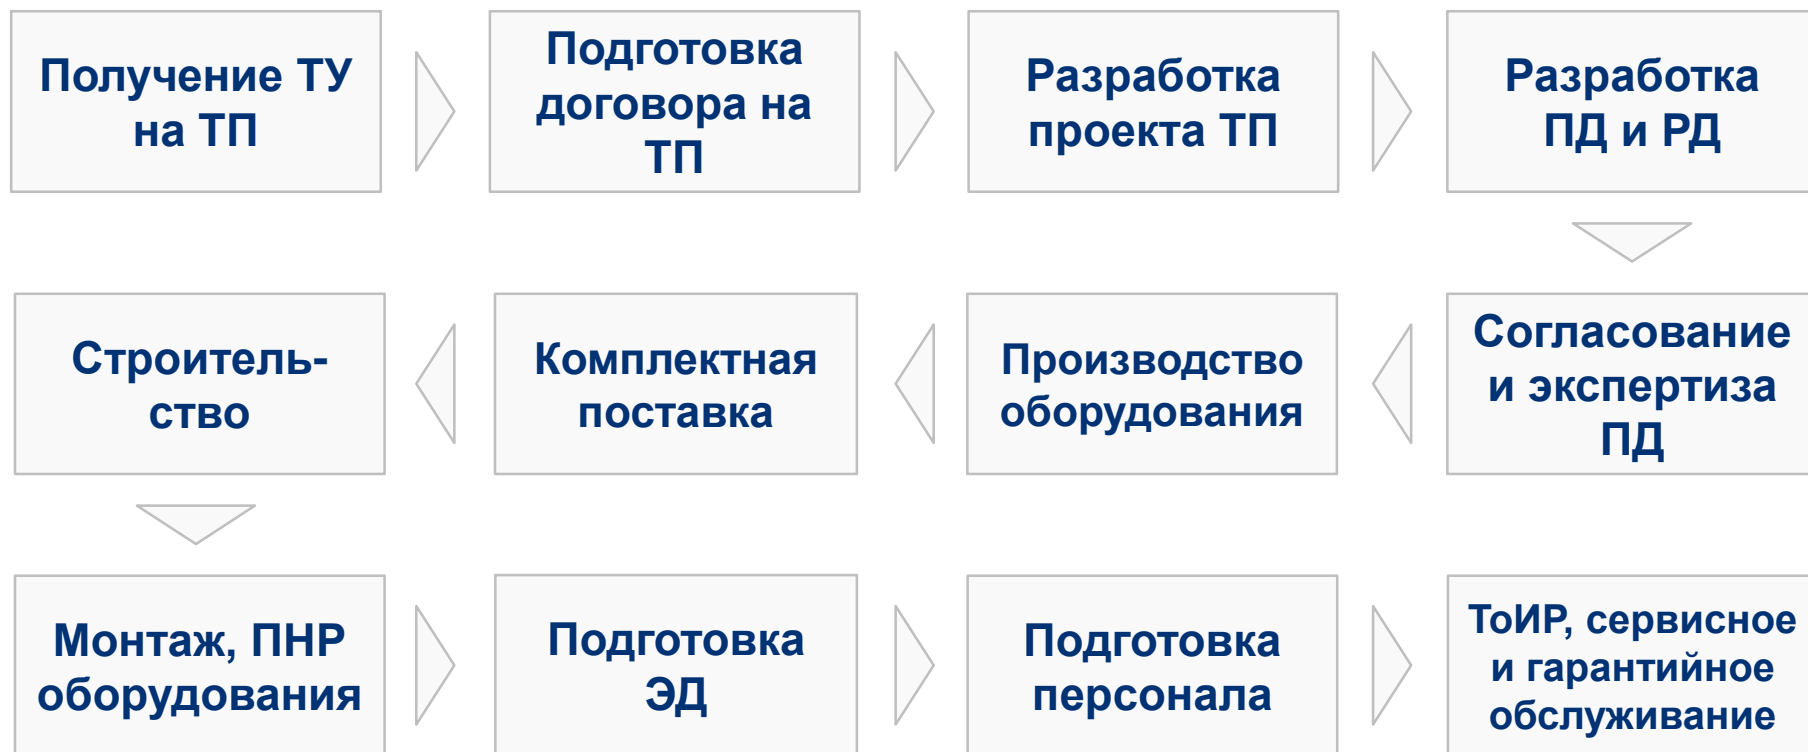 Получение ТУ
на ТП
Подготовка
договора на
ТП
Разработка
проекта ТП
Разработка
ПД и РД
Согласование
и экспертиза
ПД
Производство
оборудования
Комплектная
поставка
Строитель-
ство
Монтаж, ПНР
оборудования
Подготовка
ЭД
Подготовка
персонала
ТоИР, сервисное
и гарантийное
обслуживание